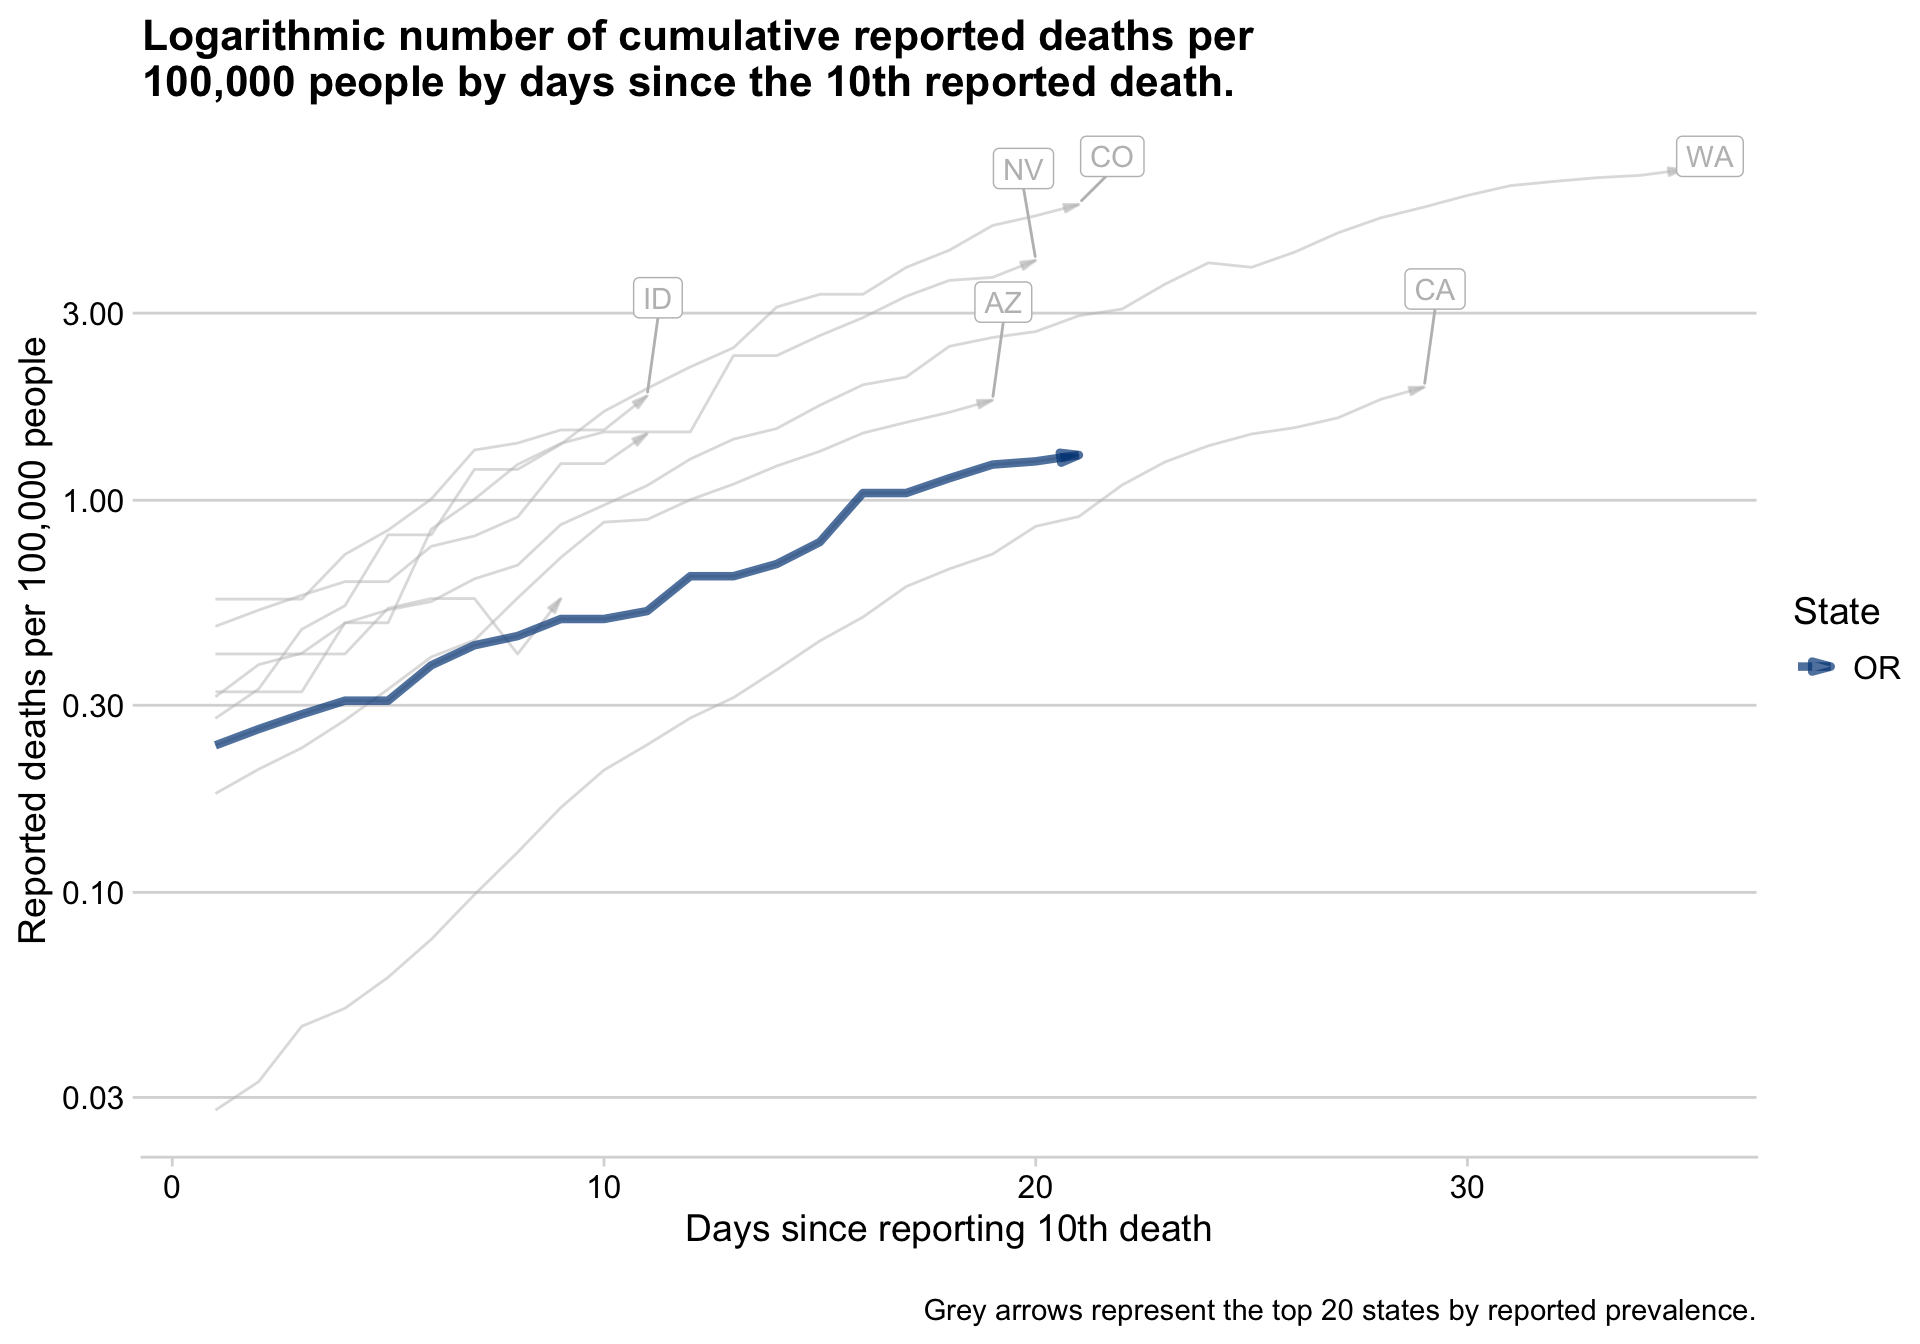 Logarithmic number of cumulative reported deaths per
100,000 people by days since the 10th reported death.
NV
CO
WA
ID
AZ
CA
3.00
1.00
0.30
0.10
0.03
Reported deaths per 100,000 people
0
10
20
30
Days since reporting 10th death
State
OR
Grey arrows represent the top 20 states by reported prevalence.